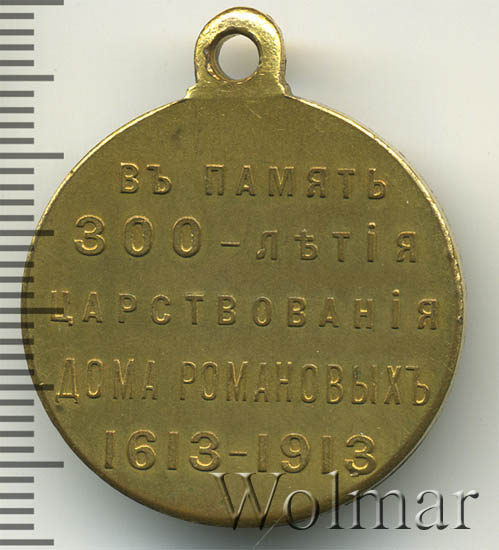 ВЪ ПАМЯТЬ
300-ЛѢТІЯ
ЦАРСТВОВАНІЯ
ДОМА РОМАНОВЫХЪ
1613-1913
Wolmar